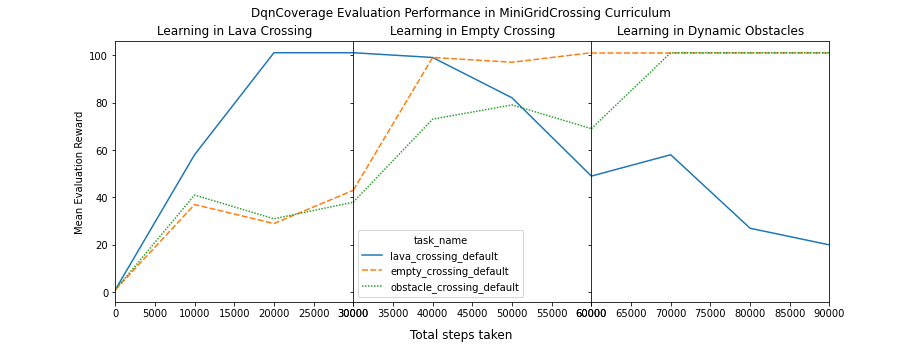 DqnCoverage Evaluation Performance in MiniGridCrossing Curriculum
Learning in Lava Crossing
Learning in Empty Crossing
Learning in Dynamic Obstacles
Mean Evaluation Reward
100
80
60
40
20
0
task_name
lava_crossing_default
empty_crossing_default
obstacle_crossing_default
0 5000 10000 15000 20000 25000 30000
30000 35000 40000 45000 50000 55000 60000
60000 65000 70000 75000 80000 85000 90000
Total steps taken